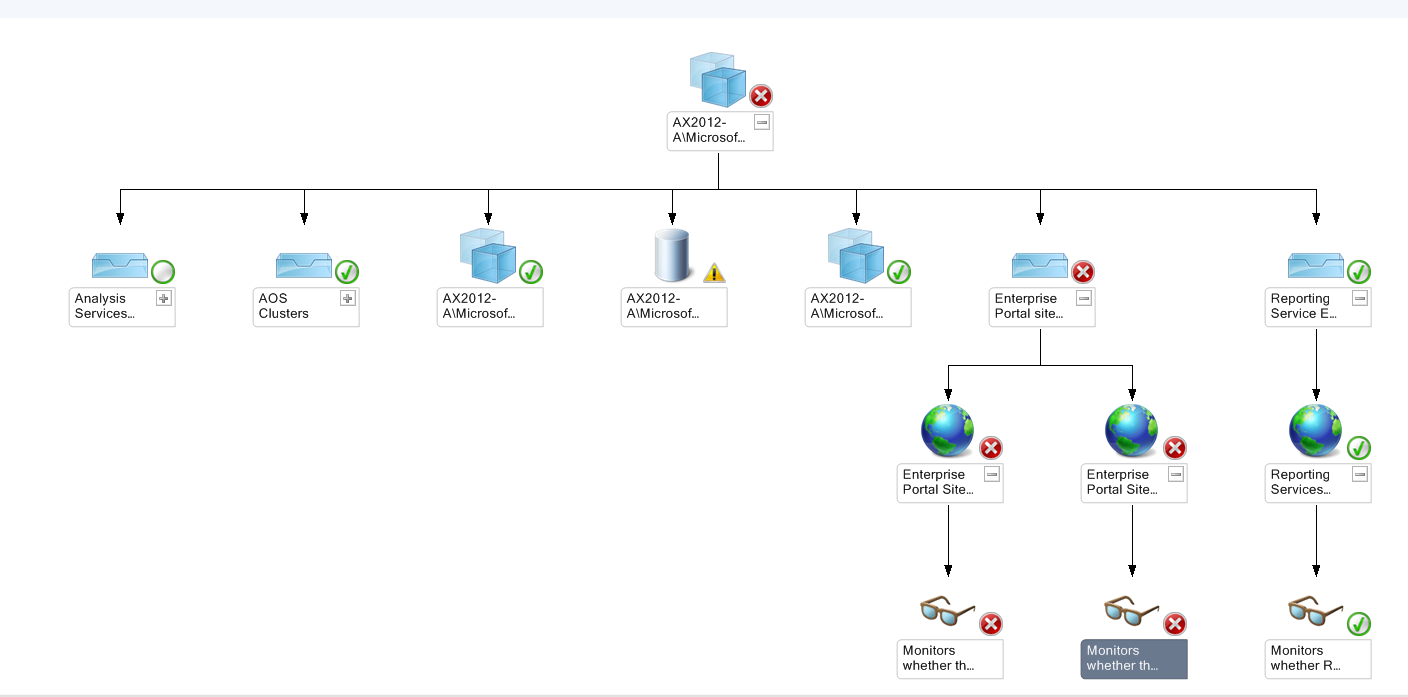 AX2012-
A\Microsof...
Analysis
Services...
AOS
Clusters
AX2012-
A\Microsof...
AX2012-
A\Microsof...
AX2012-
A\Microsof...
Enterprise
Portal site...
Reporting
Service E...
Enterprise
Portal Site...
Enterprise
Portal Site...
Reporting
Services...
Monitors
whether th...
Monitors
whether th...
Monitors
whether R...